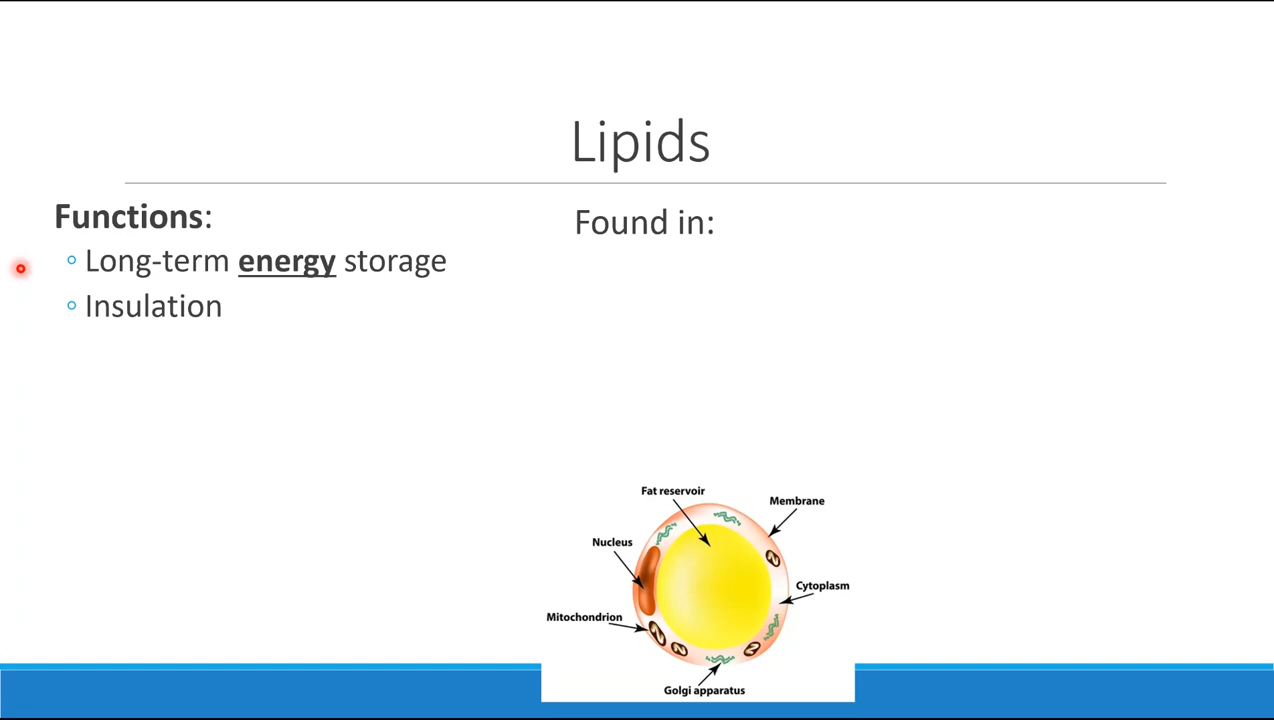 Lipids
Functions:
◦ Long-term energy storage
◦ Insulation
Found in:
Fat reservoir
Membrane
Nucleus
Cytoplasm
Mitochondrion
Golgi apparatus